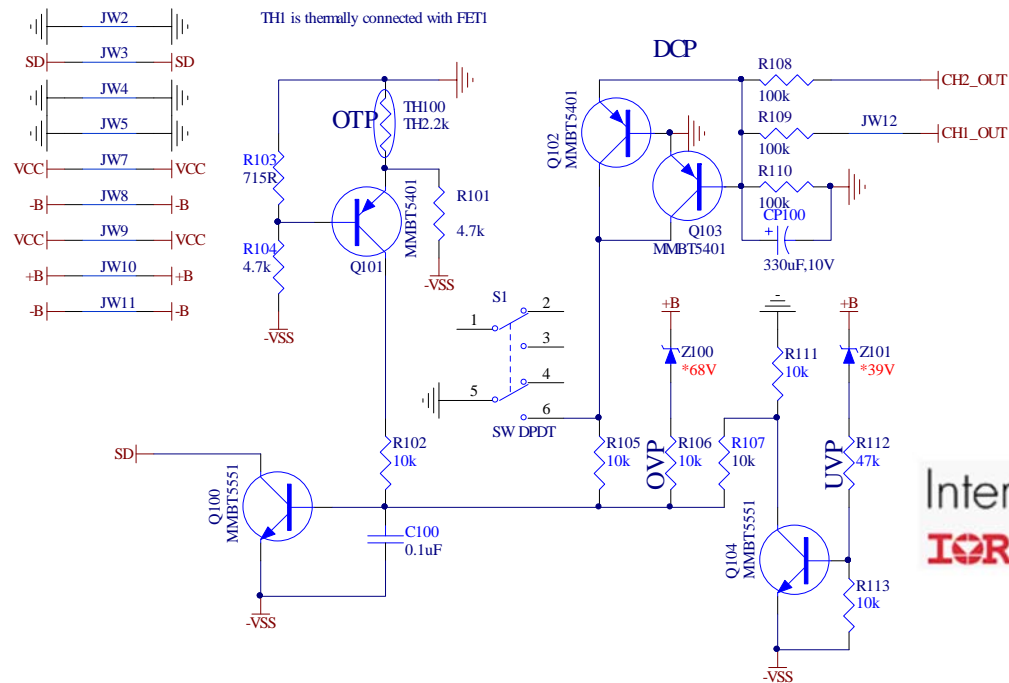 TH1 is thermally connected with FET1
JW2
SD JW3 SD
JW4
JW5
VCC JW7 VCC
-B JW8 -B
VCC JW9 VCC
+B JW10 +B
-B JW11 -B
OTP
TH100
TH2.2k
R103
715R
R104
4.7k
-VSS
Q101
MMBT5401
R101
4.7k
-VSS
DCP
Q102
MMBT5401
Q103
MMBT5401
R108
100k
CH2_OUT
R109
100k
JW12
CH1_OUT
R110
100k
CP100
+
330uF,10V
S1
1
2
3
4
5
6
SW DPDT
+B
Z100
*68V
R111
10k
+B
Z101
*39V
R102
10k
R105
10k
OVP
R106
10k
R107
10k
UVP
R112
47k
SD
Q100
MMBT5551
C100
0.1uF
-VSS
Q104
MMBT5551
R113
10k
-VSS
IOR